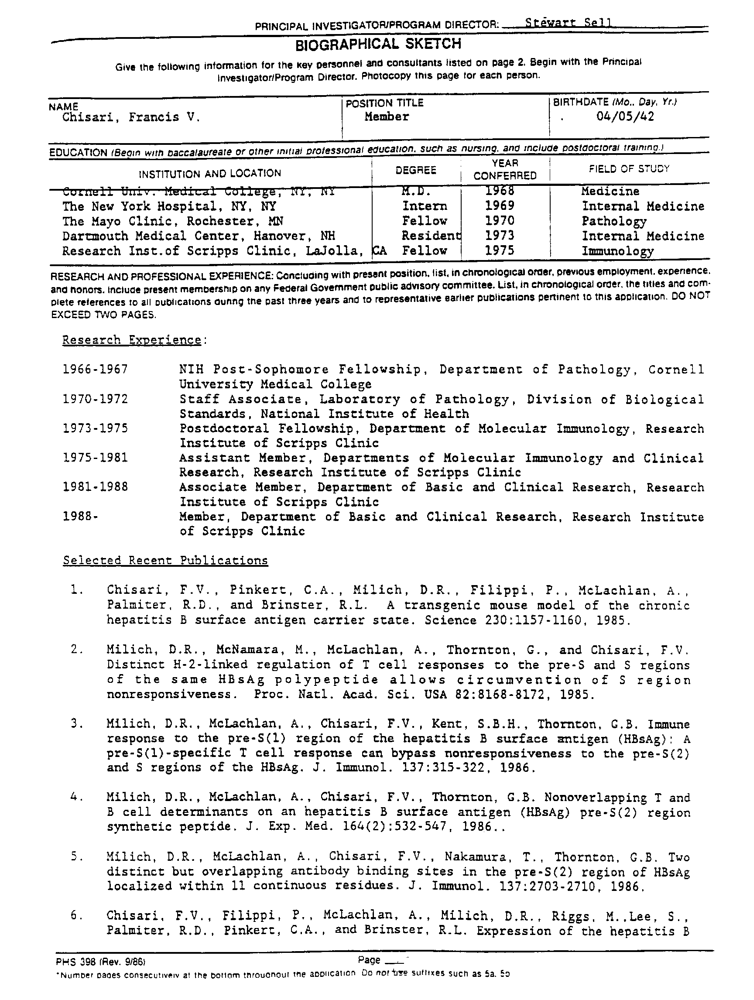 PRINCIPAL INVESTIGATOR/PROGRAM DIRECTOR: Stewart Sell
BIOGRAPHICAL SKETCH
Give the following information for the key personnel and consultants listed on page 2. Begin with the Principal
Investigator/Program Director. Photocopy this page for each person.
NAME POSITION TITLE BIRTHDATE (Mo., Day, Yr.)
Chisari, Francis V. Member 04/05/42
EDUCATION (Begin with baccalaureate or other initial professional education, such as nursing, and include postdoctoral training.)
INSTITUTION AND LOCATION DEGREE YEAR CONFERRED FIELD OF STUDY
Cornell Univ. Medical College, NY, NY M.D. 1968 Medicine
The New York Hospital, NY, NY Intern 1969 Internal Medicine
The Mayo Clinic, Rochester, MN Fellow 1970 Pathology
Dartmouth Medical Center, Hanover, NH Resident 1973 Internal Medicine
Research Inst.of Scripps Clinic, LaJolla, CA Fellow 1975 Immunology
RESEARCH AND PROFESSIONAL EXPERIENCE: Concluding with present position, list, in chronological order, previous employment, experience,
and honors. Include present membership on any Federal Government public advisory committee. List, in chronological order, the titles and com-
plete references to all publications during the past three years and to representative earlier publications pertinent to this application. DO NOT
EXCEED TWO PAGES.
Research Experience:
1966-1967 NIH Post-Sophomore Fellowship, Department of Pathology, Cornell
University Medical College
1970-1972 Staff Associate, Laboratory of Pathology, Division of Biological
Standards, National Institute of Health
1973-1975 Postdoctoral Fellowship, Department of Molecular Immunology, Research
Institute of Scripps Clinic
1975-1981 Assistant Member, Departments of Molecular Immunology and Clinical
Research, Research Institute of Scripps Clinic
1981-1988 Associate Member, Department of Basic and Clinical Research, Research
Institute of Scripps Clinic
1988- Member, Department of Basic and Clinical Research, Research Institute
of Scripps Clinic
Selected Recent Publications
1. Chisari, F.V., Pinkert, C.A., Milich, D.R., Filippi, P., McLachlan, A.,
Palmiter, R.D., and Brinster, R.L. A transgenic mouse model of the chronic
hepatitis B surface antigen carrier state. Science 230:1157-1160, 1985.
2. Milich, D.R., McNamara, M., McLachlan, A., Thornton, G., and Chisari, F.V.
Distinct H-2-linked regulation of T cell responses to the pre-S and S regions
of the same HBsAg polypeptide allows circumvention of S region
nonresponsiveness. Proc. Natl. Acad. Sci. USA 82:8168-8172, 1985.
3. Milich, D.R., McLachlan, A., Chisari, F.V., Kent, S.B.H., Thornton, G.B. Immune
response to the pre-S(1) region of the hepatitis B surface antigen (HBsAg): A
pre-S(1)-specific T cell response can bypass nonresponsiveness to the pre-S(2)
and S regions of the HBsAg. J. Immunol. 137:315-322, 1986.
4. Milich, D.R., McLachlan, A., Chisari, F.V., Thornton, G.B. Nonoverlapping T and
B cell determinants on an hepatitis B surface antigen (HBsAg) pre-S(2) region
synthetic peptide. J. Exp. Med. 164(2):532-547, 1986..
5. Milich, D.R., McLachlan, A., Chisari, F.V., Nakamura, T., Thornton, G.B. Two
distinct but overlapping antibody binding sites in the pre-S(2) region of HBsAg
localized within 11 continuous residues. J. Immunol. 137:2703-2710, 1986.
6. Chisari, F.V., Filippi, P., McLachlan, A., Milich, D.R., Riggs, M.,Lee, S.,
Palmiter, R.D., Pinkert, C.A., and Brinster, R.L. Expression of the hepatitis B
PHS 398 (Rev. 9/86) Page ___
*Number pages consecutively at the bottom throughout the application. Do not use suffixes such as 5a, 5b